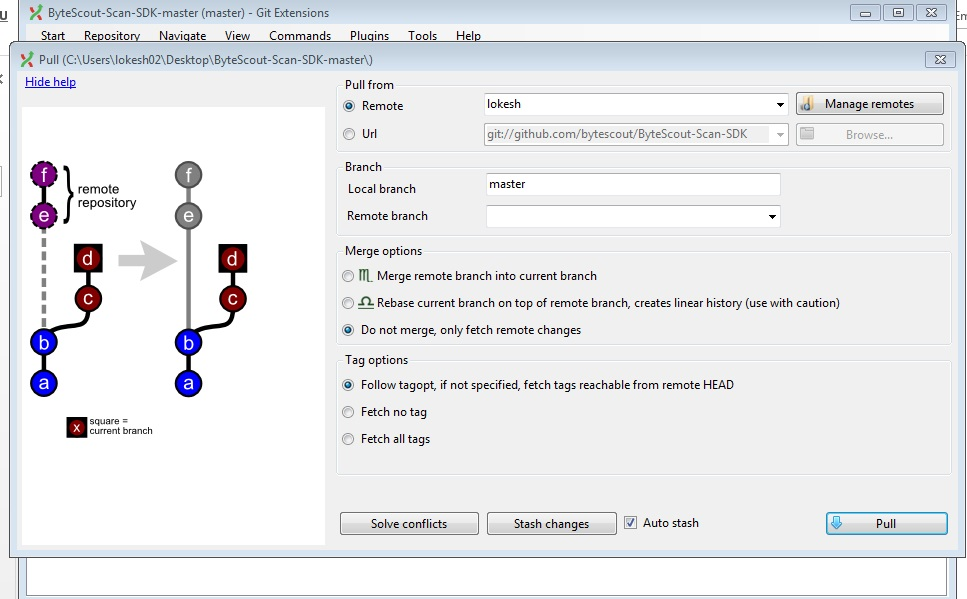 ByteScout-Scan-SDK-master (master) - Git Extensions
Start Repository Navigate View Commands Plugins Tools Help
Pull (C:\Users\lokesh02\Desktop\ByteScout-Scan-SDK-master\)
Hide help
f
e
remote
repository
d
c
b
a
f
e
d
c
b
a
x
square =
current branch
Pull from
Remote
lokesh
Manage remotes
Url
git://github.com/bytescout/ByteScout-Scan-SDK
Browse...
Branch
Local branch
master
Remote branch
Merge options
Merge remote branch into current branch
Rebase current branch on top of remote branch, creates linear history (use with caution)
Do not merge, only fetch remote changes
Tag options
Follow tagopt, if not specified, fetch tags reachable from remote HEAD
Fetch no tag
Fetch all tags
Solve conflicts
Stash changes
Auto stash
Pull